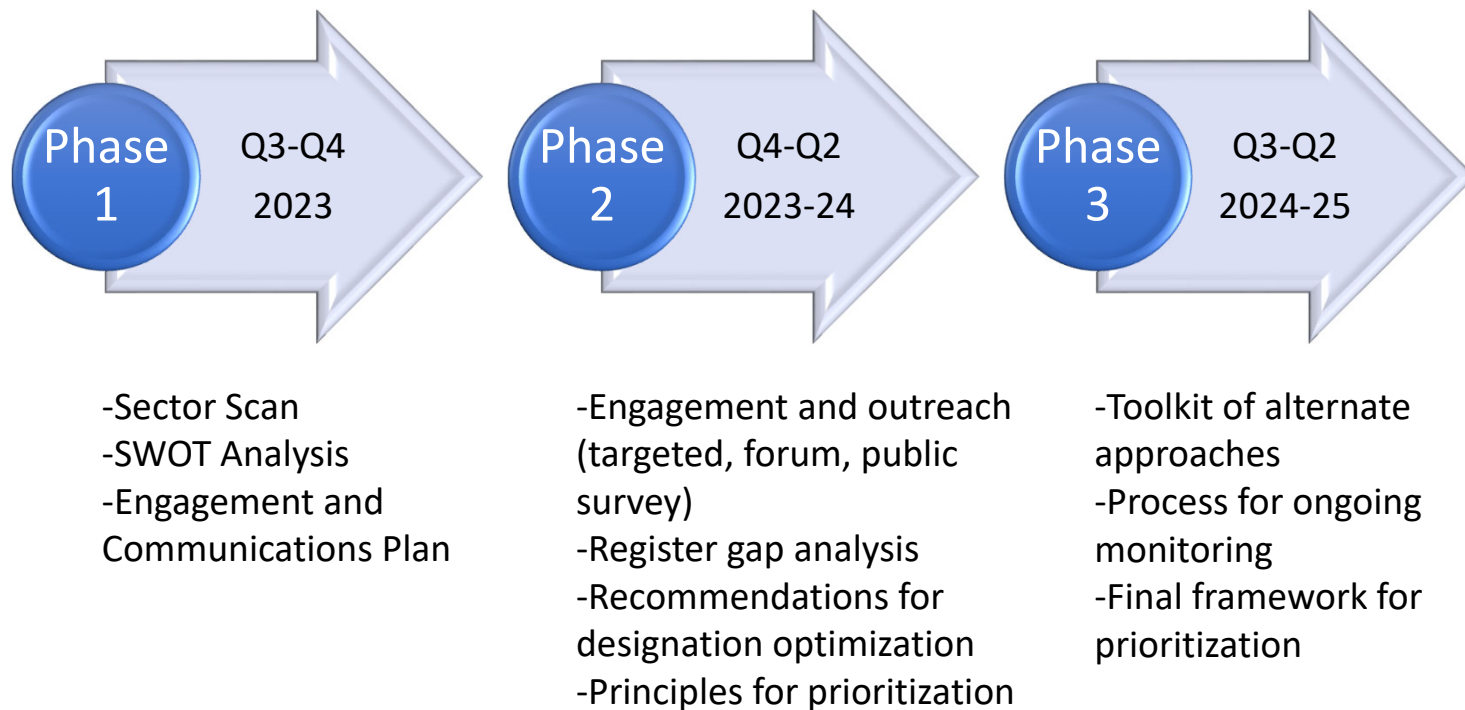 Phase
1
Q3-Q4
2023
Phase
2
Q4-Q2
2023-24
Phase
3
Q3-Q2
2024-25
-Sector Scan
-SWOT Analysis
-Engagement and
Communications Plan
-Engagement and outreach
(targeted, forum, public
survey)
-Register gap analysis
-Recommendations for
designation optimization
-Principles for prioritization
-Toolkit of alternate
approaches
-Process for ongoing
monitoring
-Final framework for
prioritization